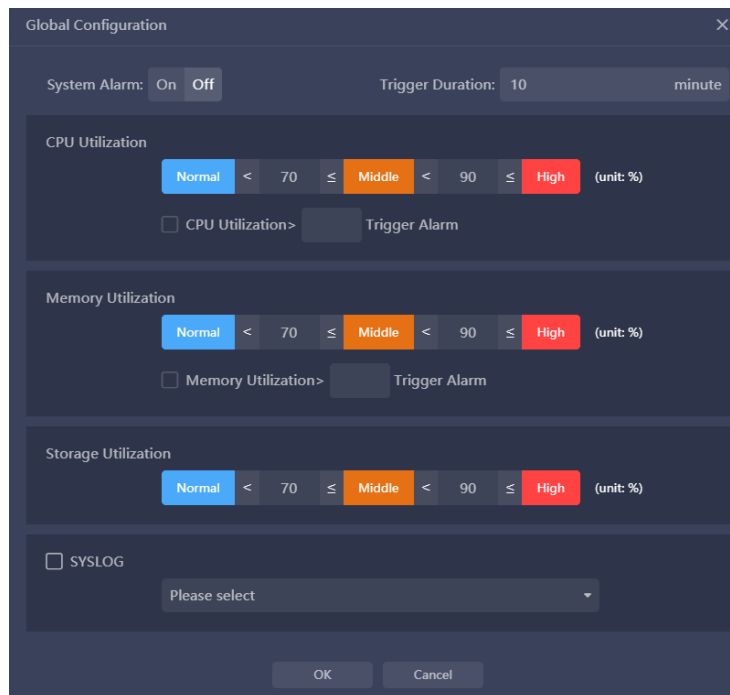 Global Configuration ×
System Alarm: On Off Trigger Duration: 10 minute
CPU Utilization
Normal < 70 ≤ Middle < 90 ≤ High (unit: %)
CPU Utilization> Trigger Alarm
Memory Utilization
Normal < 70 ≤ Middle < 90 ≤ High (unit: %)
Memory Utilization> Trigger Alarm
Storage Utilization
Normal < 70 ≤ Middle < 90 ≤ High (unit: %)
SYSLOG
Please select
OK Cancel